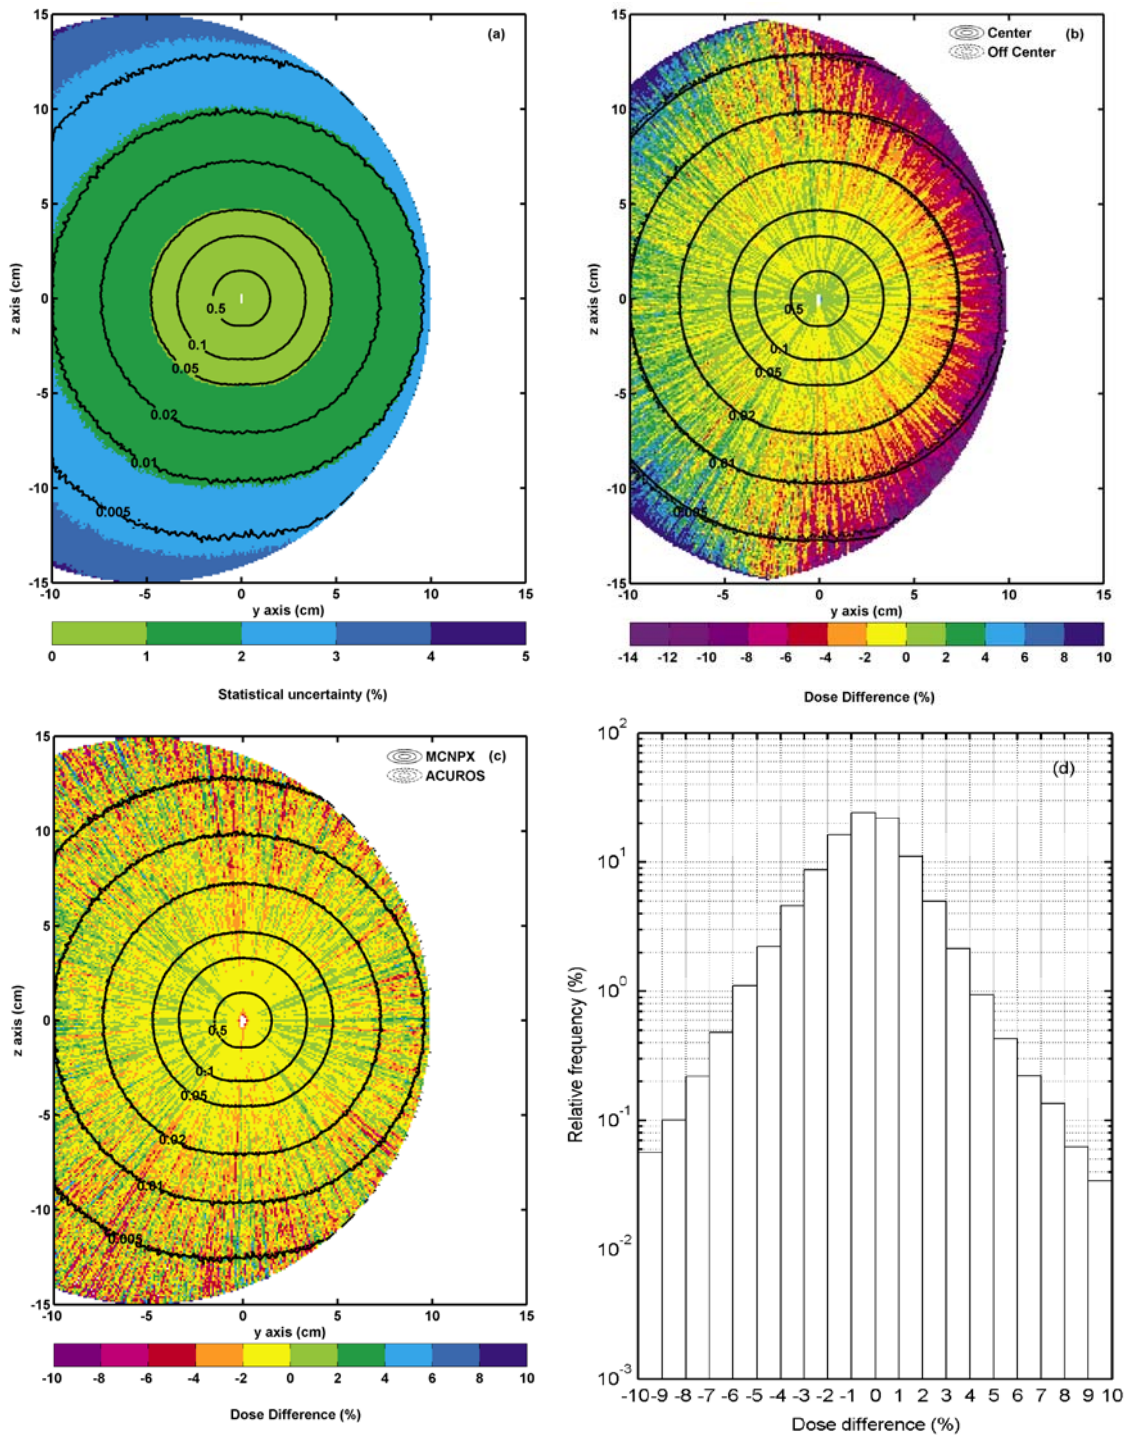 (a)
15
10
5
0
-5
-10
-15
z axis (cm)
0.5
0.1
0.05
0.02
0.01
0.005
-10 -5 0 5 10 15
y axis (cm)
0 1 2 3 4 5
Statistical uncertainty (%)
(b)
Center
Off Center
15
10
5
0
-5
-10
-15
z axis (cm)
0.5
0.1
0.05
0.02
0.01
0.005
-10 -5 0 5 10 15
y axis (cm)
-14 -12 -10 -8 -6 -4 -2 0 2 4 6 8 10
Dose Difference (%)
(c)
MCNPX
ACUROS
15
10
5
0
-5
-10
-15
z axis (cm)
0.5
0.1
0.05
0.02
0.01
0.005
-10 -5 0 5 10 15
y axis (cm)
-10 -8 -6 -4 -2 0 2 4 6 8 10
Dose Difference (%)
(d)
10^2
10^1
10^0
10^-1
10^-2
10^-3
Relative frequency (%)
-10 -9 -8 -7 -6 -5 -4 -3 -2 -1 0 1 2 3 4 5 6 7 8 9 10
Dose difference (%)